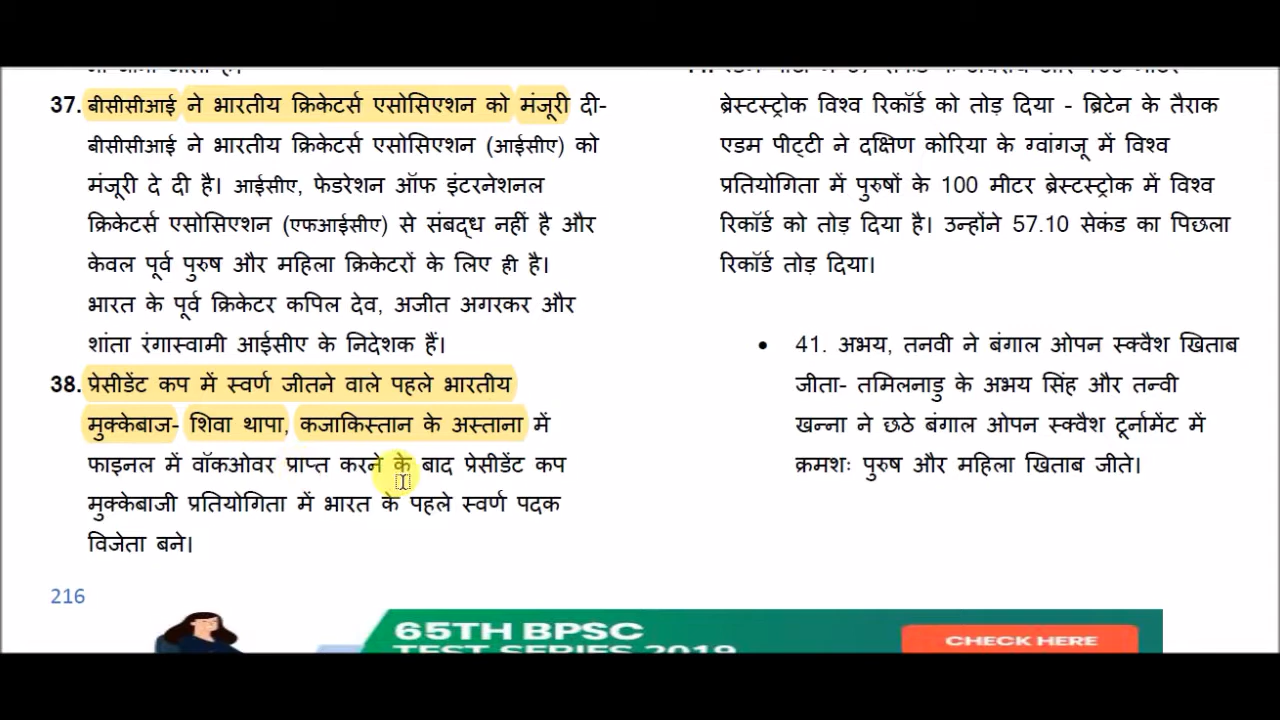 37. बीसीसीआई ने भारतीय क्रिकेटर्स एसोसिएशन को मंजूरी दी-
बीसीसीआई ने भारतीय क्रिकेटर्स एसोसिएशन (आईसीए) को
मंजूरी दे दी है। आईसीए, फेडरेशन ऑफ इंटरनेशनल
क्रिकेटर्स एसोसिएशन (एफआईसीए) से संबद्ध नहीं है और
केवल पूर्व पुरुष और महिला क्रिकेटरों के लिए ही है।
भारत के पूर्व क्रिकेटर कपिल देव, अजीत अगरकर और
शांता रंगास्वामी आईसीए के निदेशक हैं।
38. प्रेसीडेंट कप में स्वर्ण जीतने वाले पहले भारतीय
मुक्केबाज- शिवा थापा, कजाकिस्तान के अस्ताना में
फाइनल में वॉकओवर प्राप्त करने के बाद प्रेसीडेंट कप
मुक्केबाजी प्रतियोगिता में भारत के पहले स्वर्ण पदक
विजेता बने।
ब्रेस्टस्ट्रोक विश्व रिकॉर्ड को तोड़ दिया - ब्रिटेन के तैराक
एडम पीट्टी ने दक्षिण कोरिया के ग्वांगजू में विश्व
प्रतियोगिता में पुरुषों के 100 मीटर ब्रेस्टस्ट्रोक में विश्व
रिकॉर्ड को तोड़ दिया है। उन्होंने 57.10 सेकंड का पिछला
रिकॉर्ड तोड़ दिया।
• 41. अभय, तनवी ने बंगाल ओपन स्क्वैश खिताब
जीता- तमिलनाडु के अभय सिंह और तन्वी
खन्ना ने छठे बंगाल ओपन स्क्वैश टूर्नामेंट में
क्रमशः पुरुष और महिला खिताब जीते।
216
65TH BPSC
TEST SERIES 2019
CHECK HERE